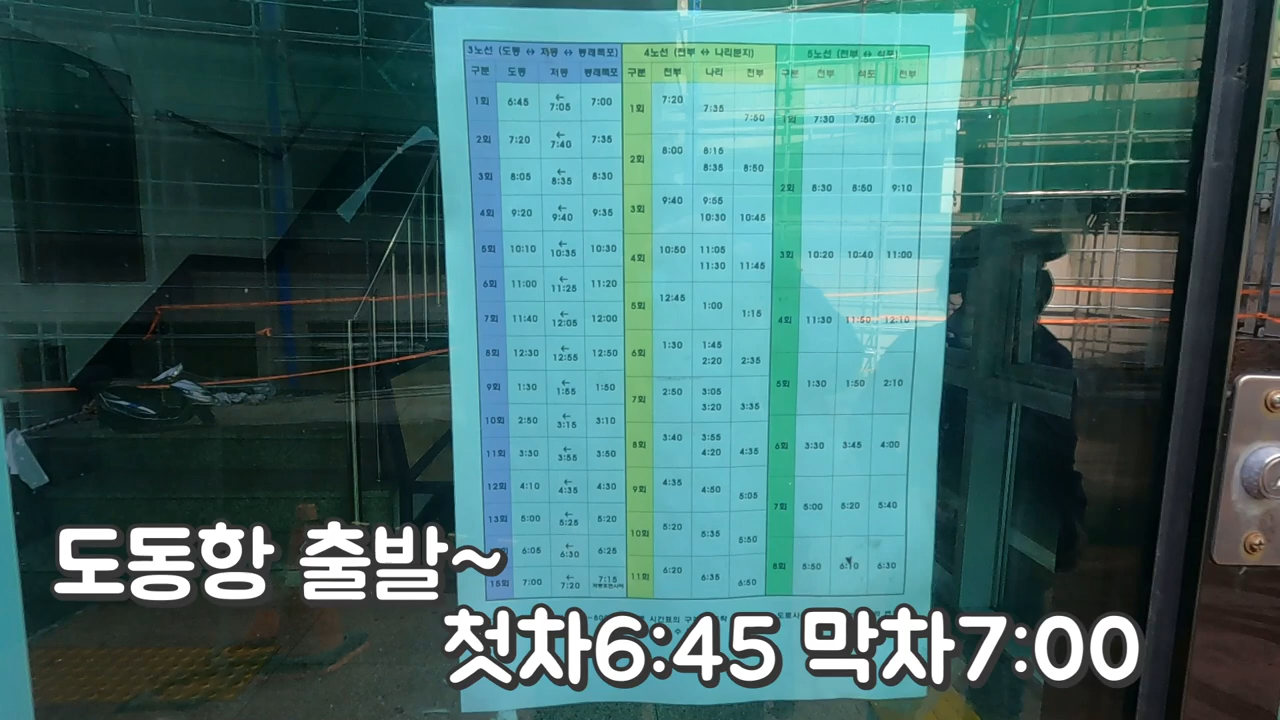 3노선 (도동 ↔ 저동 ↔ 봉래폭포)
구분 도동 저동 봉래폭포
1회 6:45 ← 7:05 7:00
2회 7:20 ← 7:40 7:35
3회 8:05 ← 8:35 8:30
4회 9:20 ← 9:40 9:35
5회 10:10 ← 10:35 10:30
6회 11:00 ← 11:25 11:20
7회 11:40 ← 12:05 12:00
8회 12:30 ← 12:55 12:50
9회 1:30 ← 1:55 1:50
10회 2:50 ← 3:15 3:10
11회 3:30 ← 3:55 3:50
12회 4:10 ← 4:35 4:30
13회 5:00 ← 5:25 5:20
6:05 ← 6:30 6:25
15회 7:00 ← 7:20 7:15
4노선 (천부 ↔ 나리분지)
구분 천부 나리 천부
1회 7:20 7:35 7:50
2회 8:00 8:15 8:35 8:50
3회 9:40 9:55 10:30 10:45
4회 10:50 11:05 11:30 11:45
5회 12:45 1:00 1:15
6회 1:30 1:45 2:20 2:35
7회 2:50 3:05 3:20 3:35
8회 3:40 3:55 4:20 4:35
9회 4:35 4:50 5:05
10회 5:20 5:35 5:50
11회 6:20 6:35 6:50
5노선 (천부 ↔ 석포)
구분 천부 석포 천부
1회 7:30 7:50 8:10
2회 8:30 8:50 9:10
3회 10:20 10:40 11:00
4회 11:30 11:50 12:10
5회 1:30 1:50 2:10
6회 3:30 3:45 4:00
7회 5:00 5:20 5:40
8회 5:50 6:10 6:30
도동항 출발~
첫차6:45 막차7:00